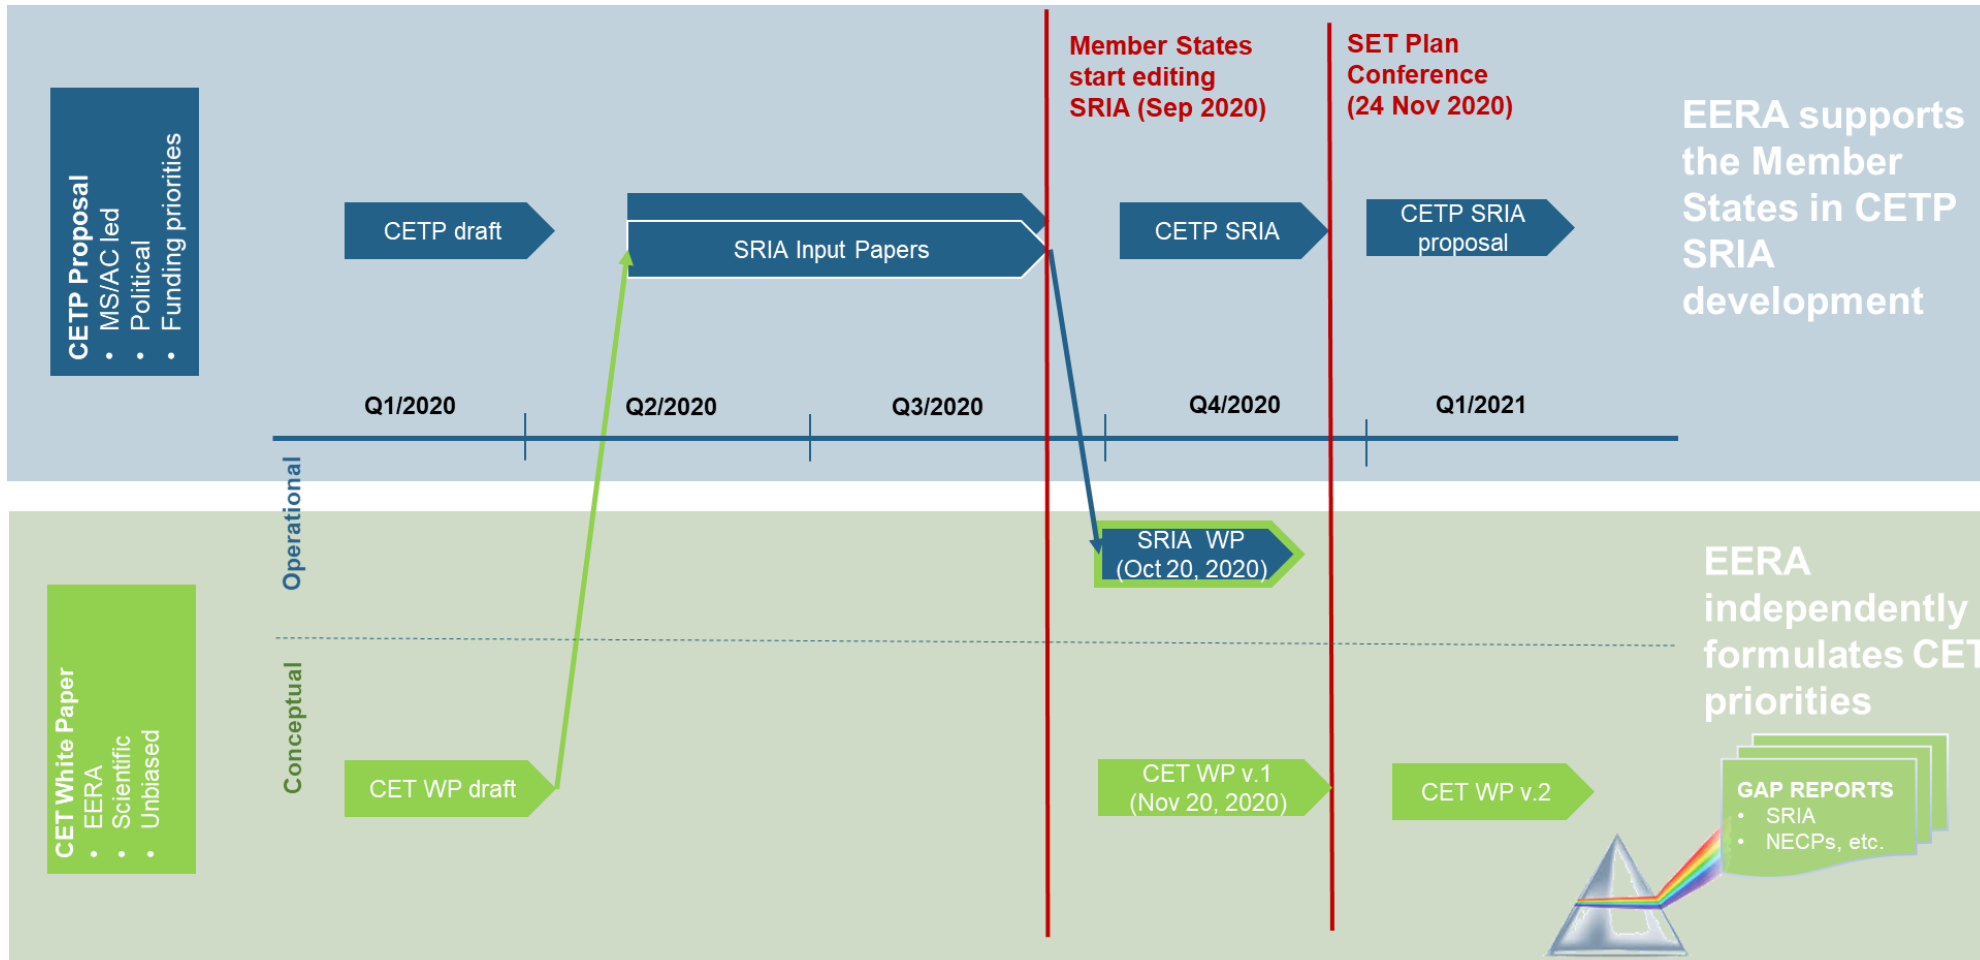 Member States
start editing
SRIA (Sep 2020)
SET Plan
Conference
(24 Nov 2020)
EERA supports
the Member
States in CETP
SRIA
development
CETP Proposal
• MS/AC led
• Political
• Funding priorities
CETP draft
SRIA Input Papers
CETP SRIA
CETP SRIA
proposal
Q1/2020
Q2/2020
Q3/2020
Q4/2020
Q1/2021
Operational
SRIA WP
(Oct 20, 2020)
EERA
independently
formulates CET
priorities
CET White Paper
• EERA
• Scientific
• Unbiased
Conceptual
CET WP draft
CET WP v.1
(Nov 20, 2020)
CET WP v.2
GAP REPORTS
• SRIA
• NECPs, etc.